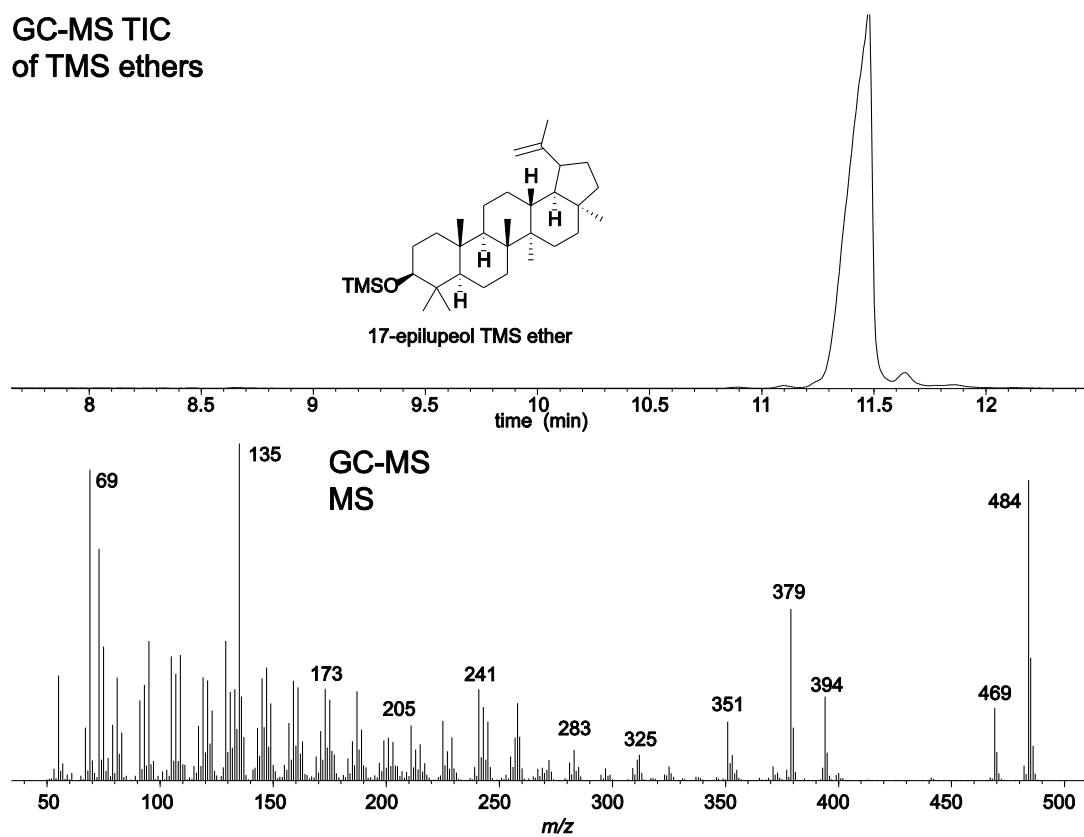 GC-MS TIC
of TMS ethers
H
H
H
TMSO
H
17-epilupeol TMS ether
8 8.5 9 9.5 10 10.5 11 11.5 12
time (min)
GC-MS
MS
135
69
484
379
173
241
394
469
205
351
283
325
50 100 150 200 250 300 350 400 450 500
m/z